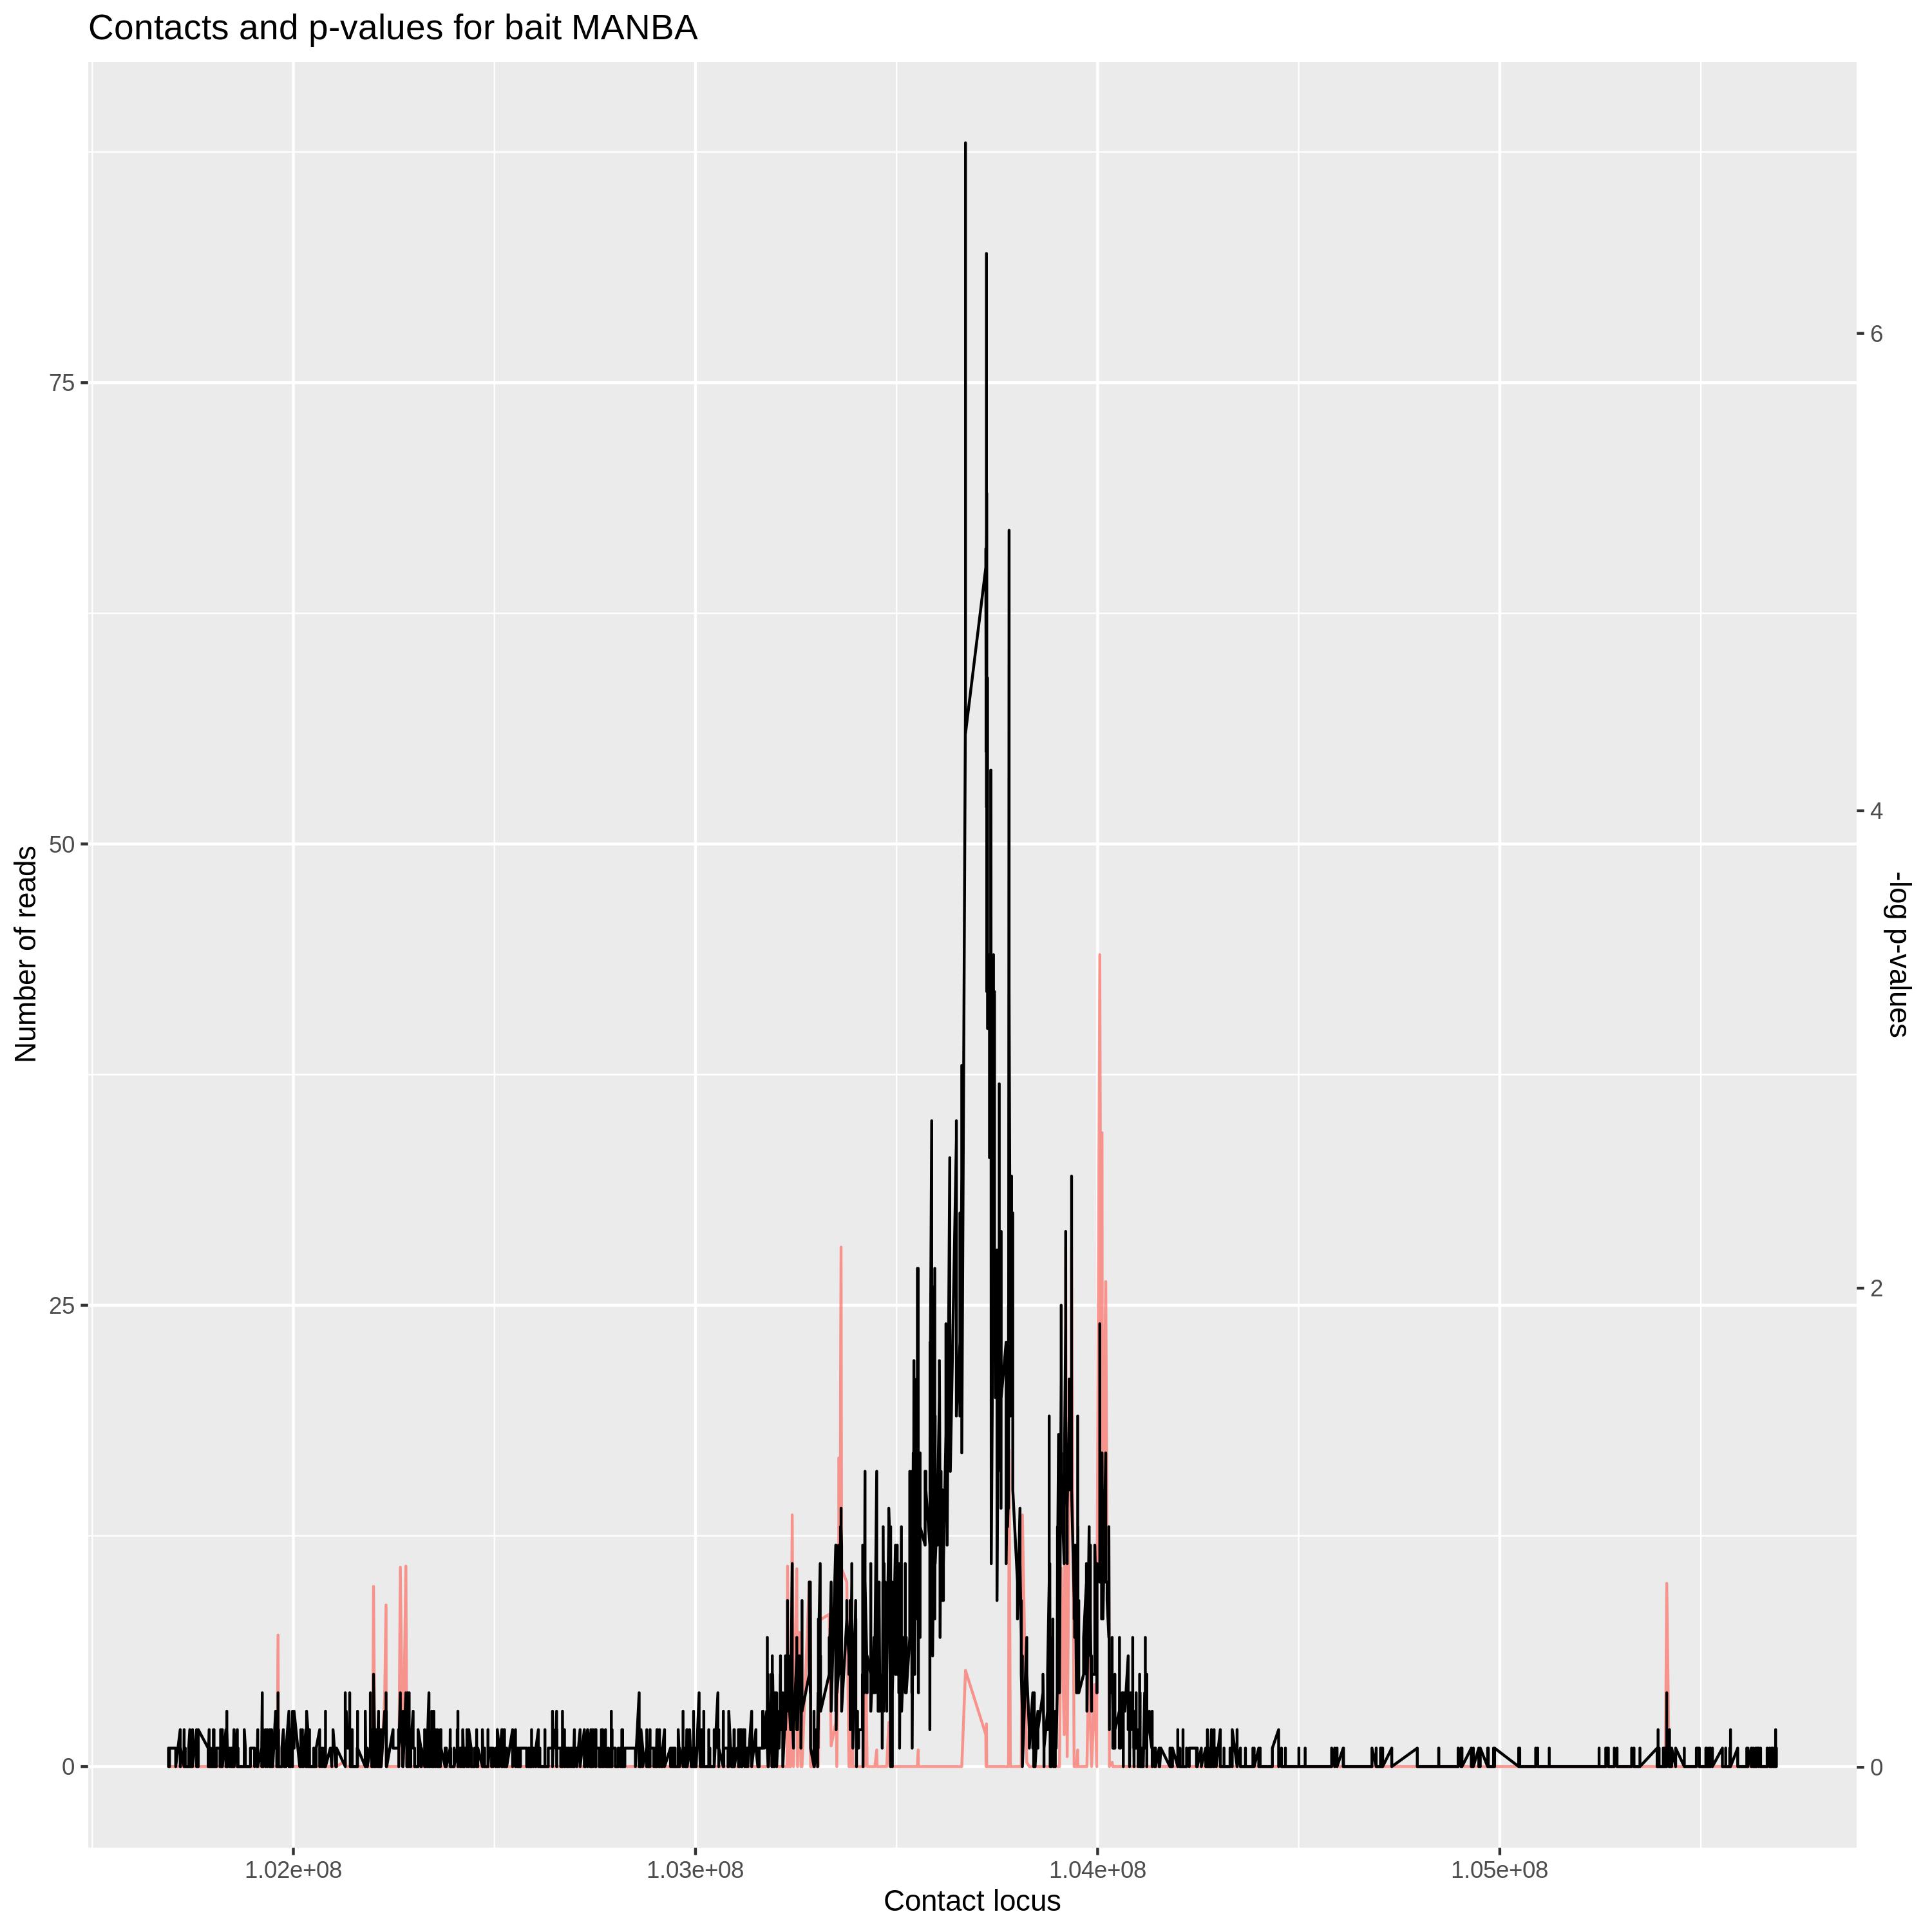 Contacts and p-values for bait MANBA
75
50
25
0
Number of reads
6
4
2
0
-log p-values
1.02e+08
1.03e+08
1.04e+08
1.05e+08
Contact locus